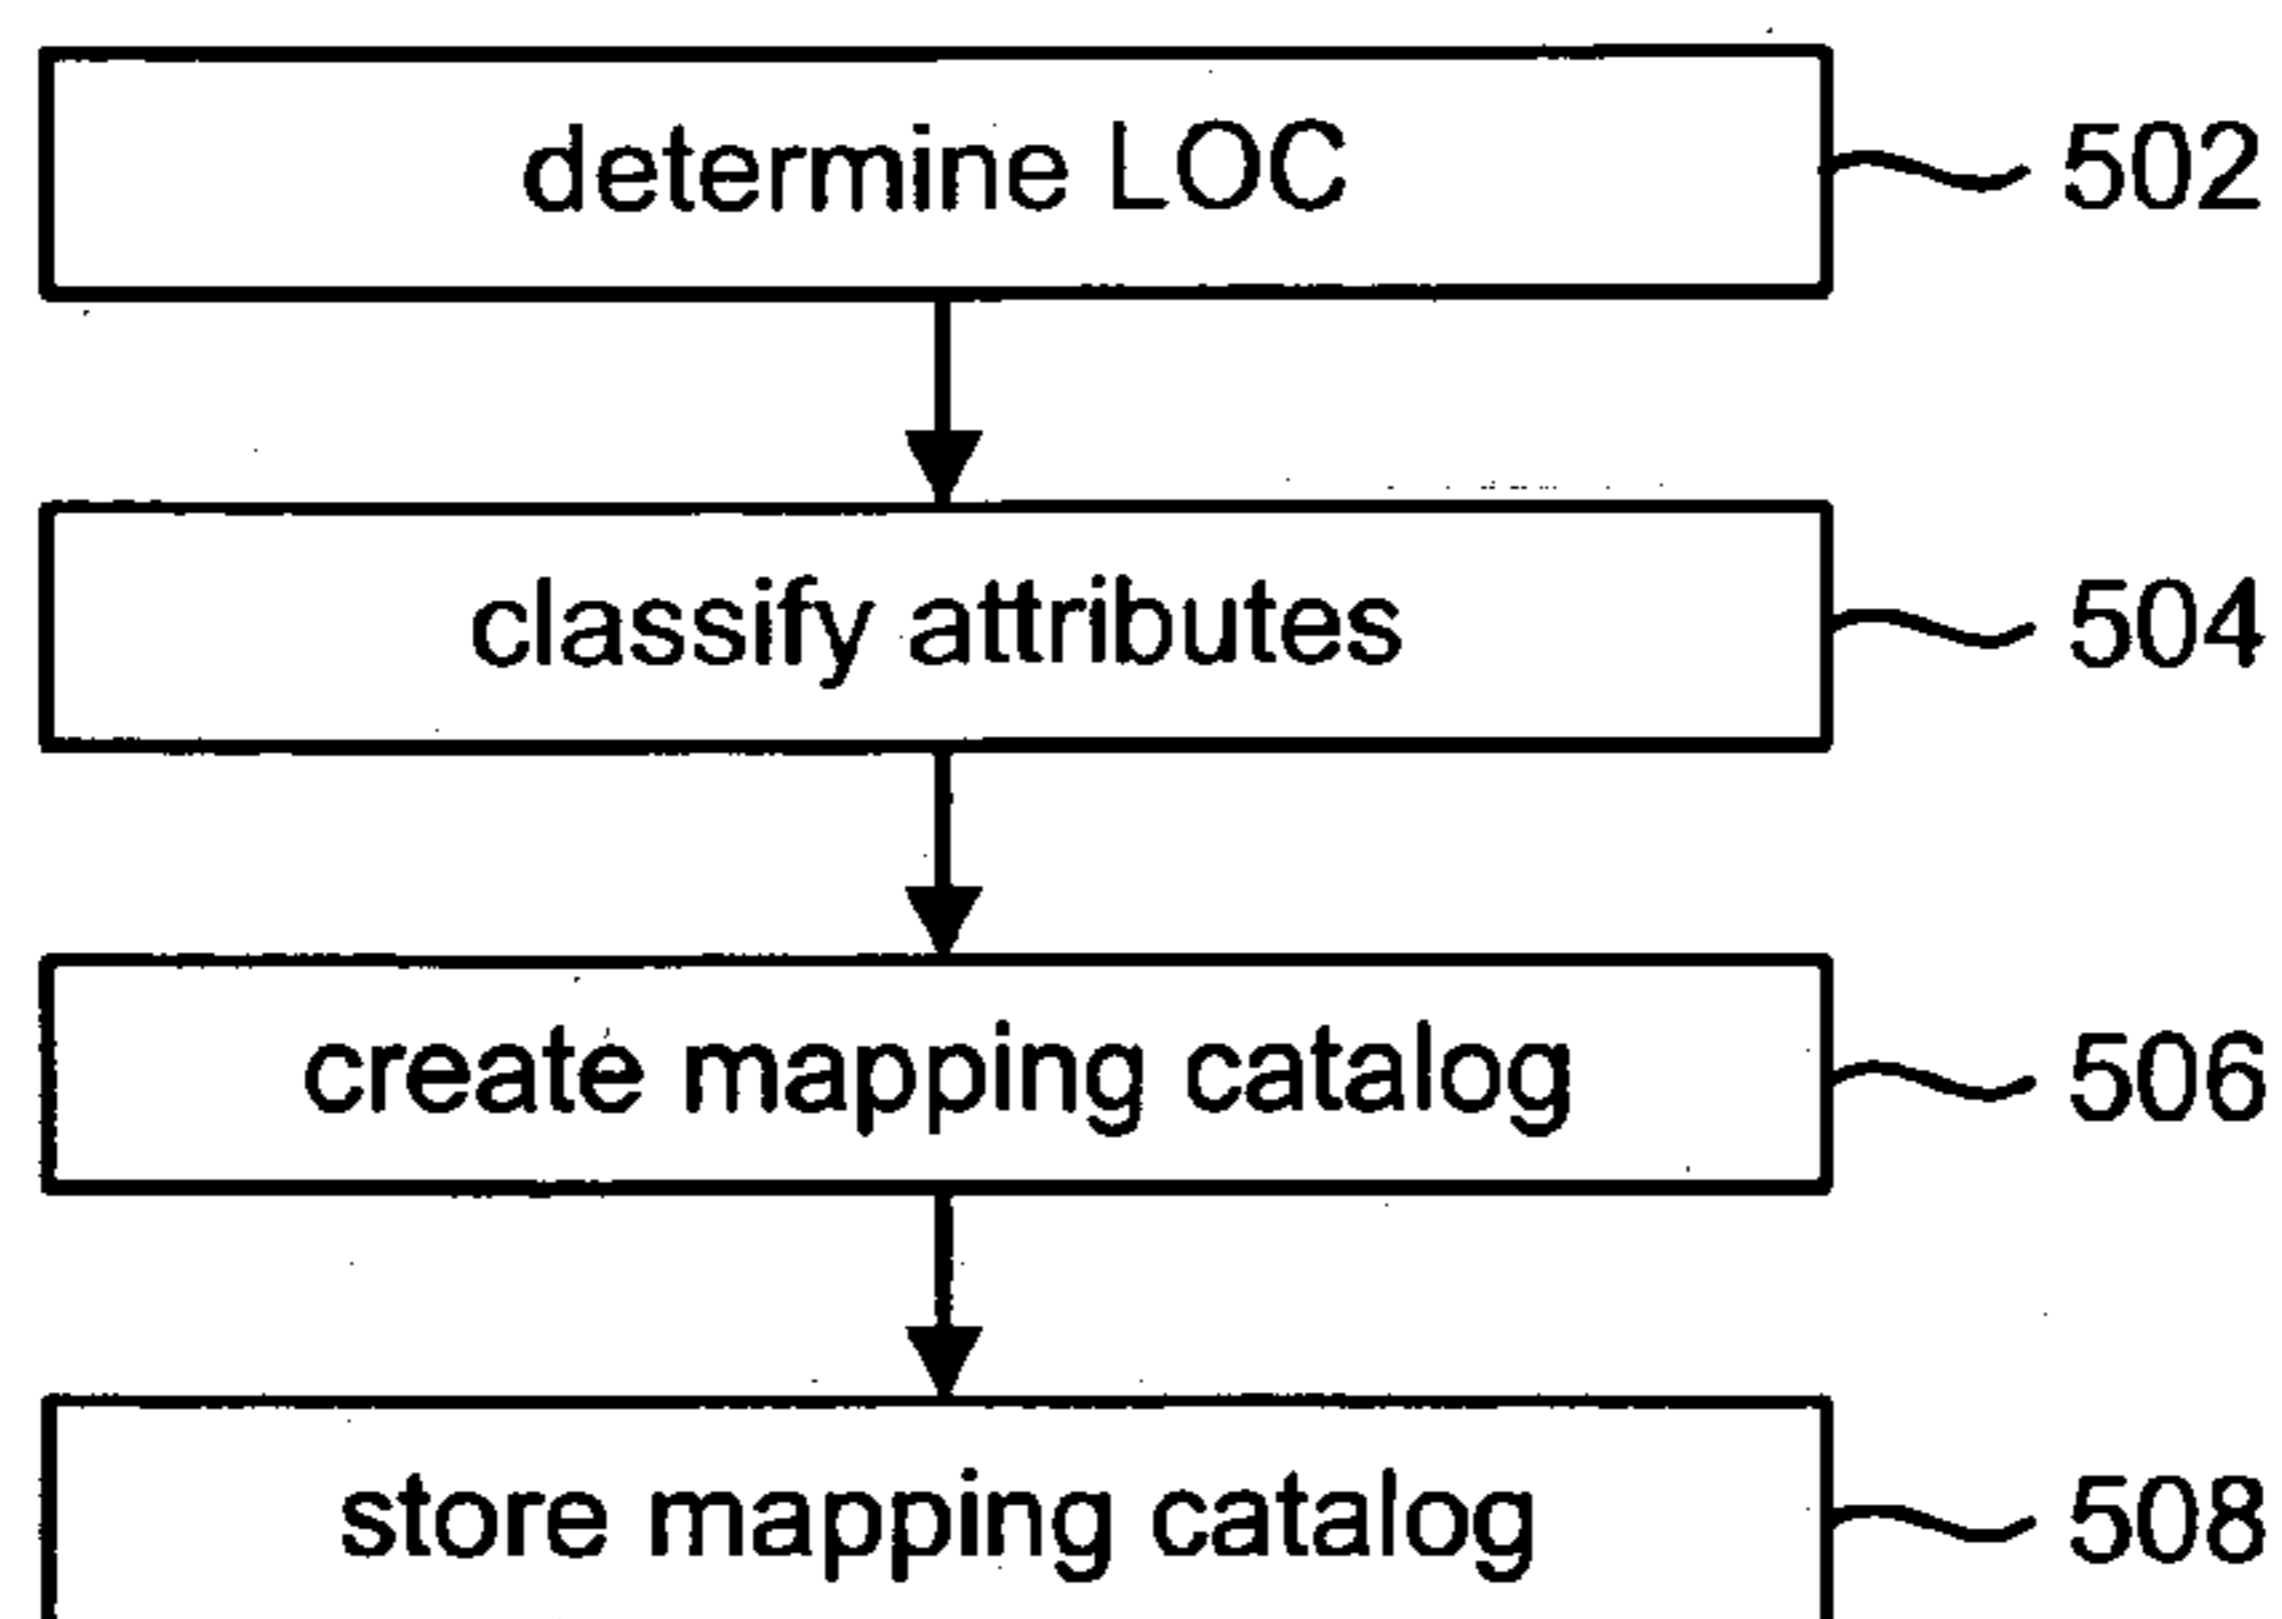 determine LOC 502
classify attributes 504
create mapping catalog 506
store mapping catalog 508